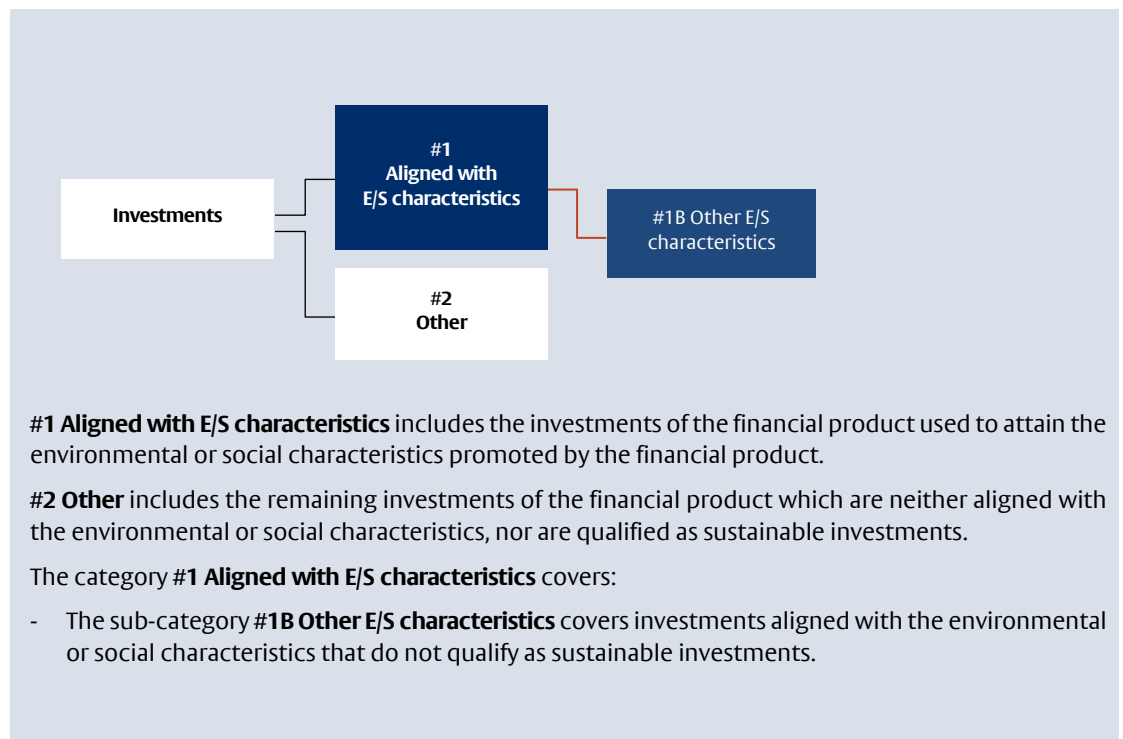 #1
Aligned with
E/S characteristics
Investments
#1B Other E/S
characteristics
#2
Other
#1 Aligned with E/S characteristics includes the investments of the financial product used to attain the
environmental or social characteristics promoted by the financial product.
#2 Other includes the remaining investments of the financial product which are neither aligned with
the environmental or social characteristics, nor are qualified as sustainable investments.
The category #1 Aligned with E/S characteristics covers:
- The sub-category #1B Other E/S characteristics covers investments aligned with the environmental
or social characteristics that do not qualify as sustainable investments.